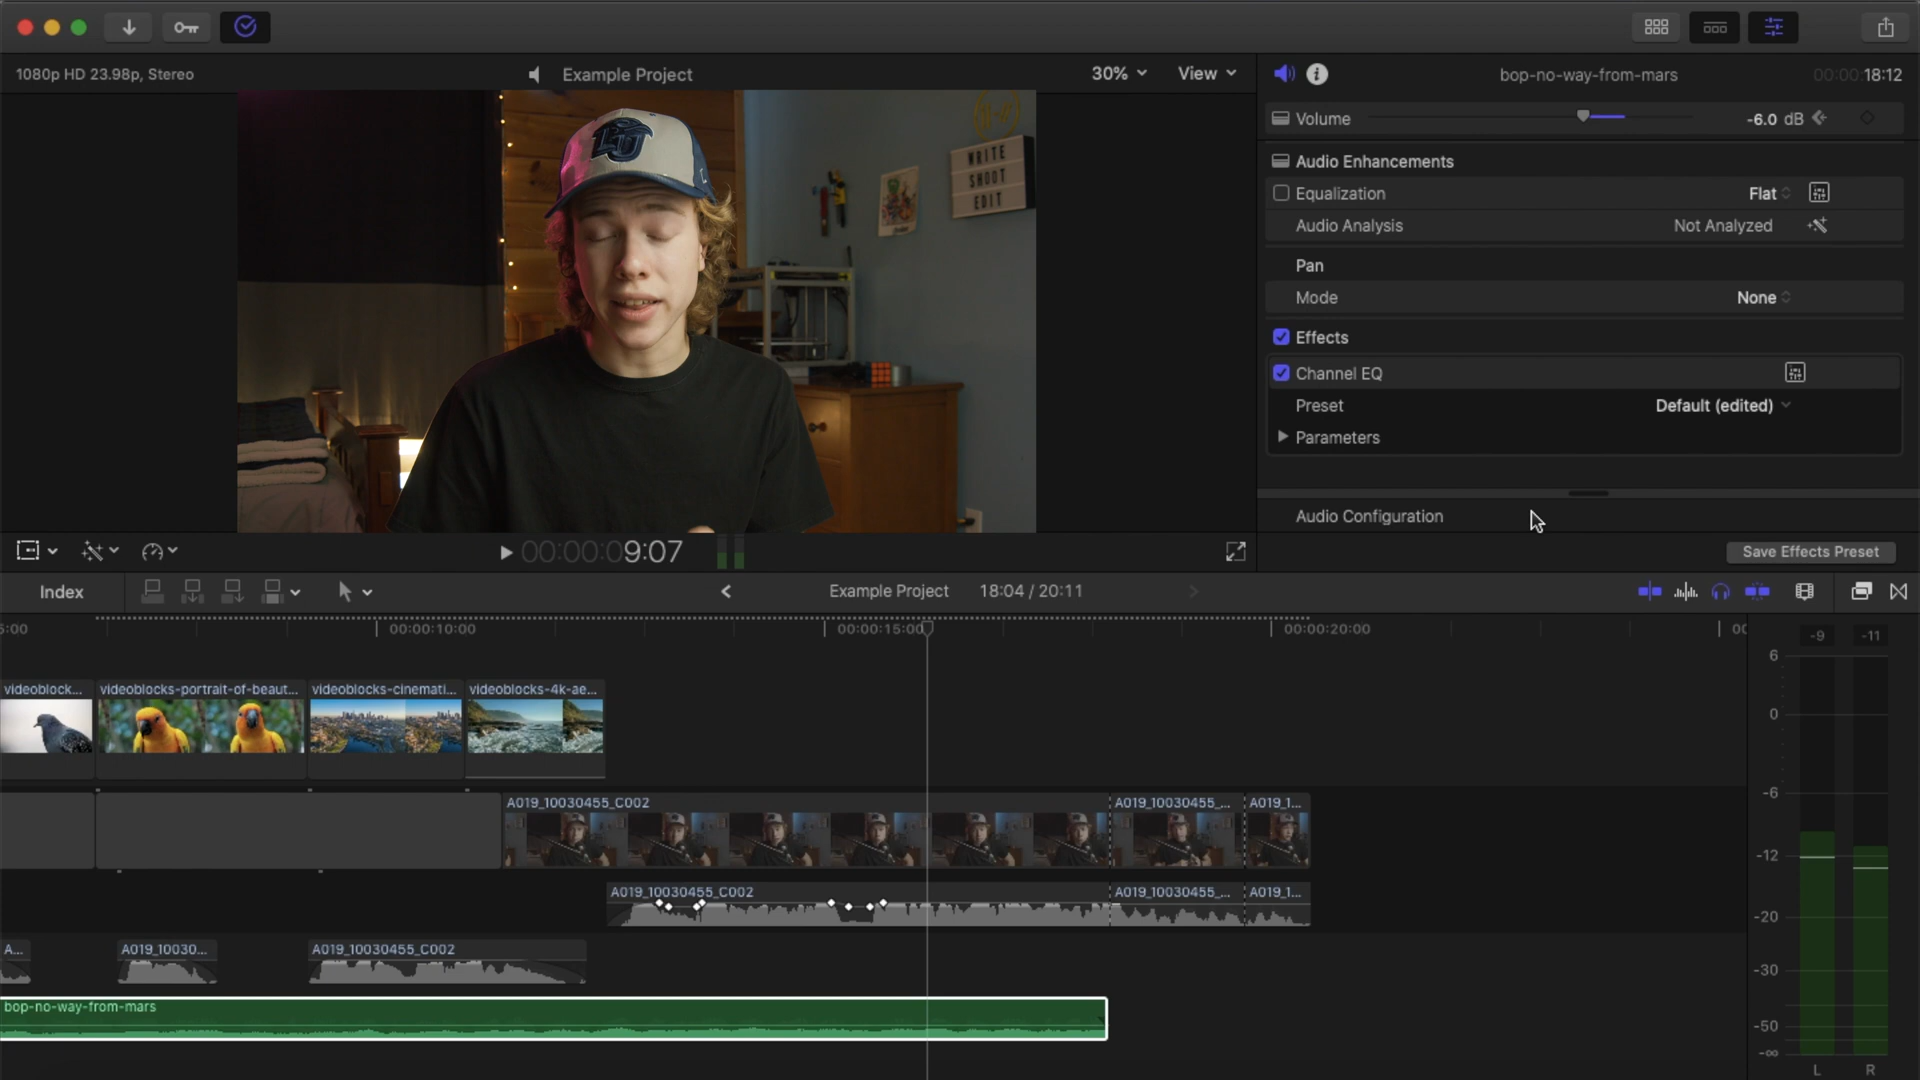 1080p HD 23.98p, Stereo
Example Project
30%
View
bop-no-way-from-mars
00:00:18:12
Volume
-6.0 dB
Audio Enhancements
Equalization
Flat
Audio Analysis
Not Analyzed
Pan
Mode
None
Effects
Channel EQ
Preset
Default (edited)
Parameters
Audio Configuration
Save Effects Preset
WRITE
SHOOT
EDIT
LU
00:00:09:07
Index
Example Project
18:04 / 20:11
5:00
00:00:10:00
00:00:15:00
00:00:20:00
00
videoblock...
videoblocks-portrait-of-beaut...
videoblocks-cinemati...
videoblocks-4k-ae...
A019_10030455_C002
A019_10030455_...
A019_1...
A019_10030455_C002
A019_10030455_...
A019_1...
A...
A019_10030...
A019_10030455_C002
bop-no-way-from-mars
-9
-11
6
0
-6
-12
-20
-30
-50
-∞
L
R